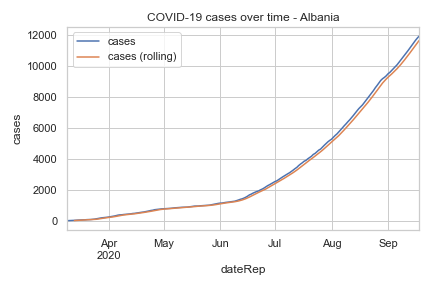 COVID-19 cases over time - Albania
cases
cases (rolling)
12000
10000
8000
6000
4000
2000
0
cases
Apr
2020
May
Jun
Jul
Aug
Sep
dateRep